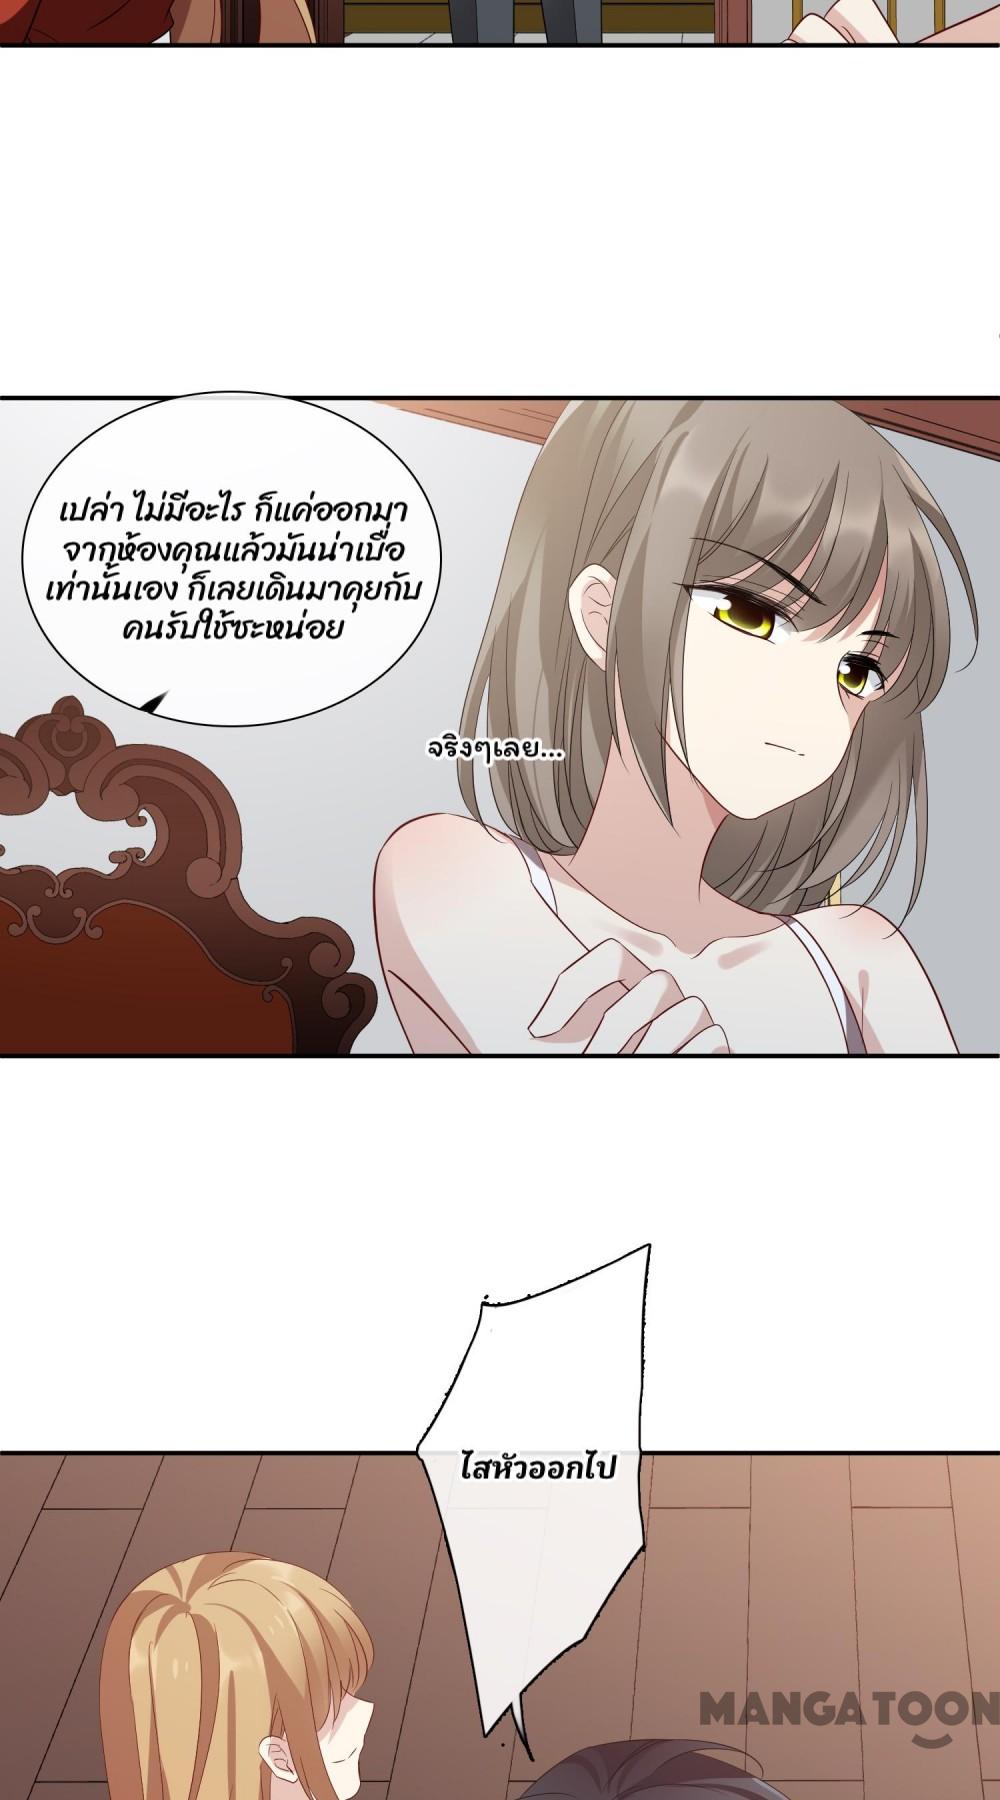 เปล่า ไม่มีอะไร ก็แค่ออกมา
จากห้องคุณแล้วมันน่าเบื่อ
เท่านั้นเอง ก็เลยเดินมาคุยกับ
คนรับใช้ซะหน่อย
จริงๆเลย...
ไสหัวออกไป
MANGATOON